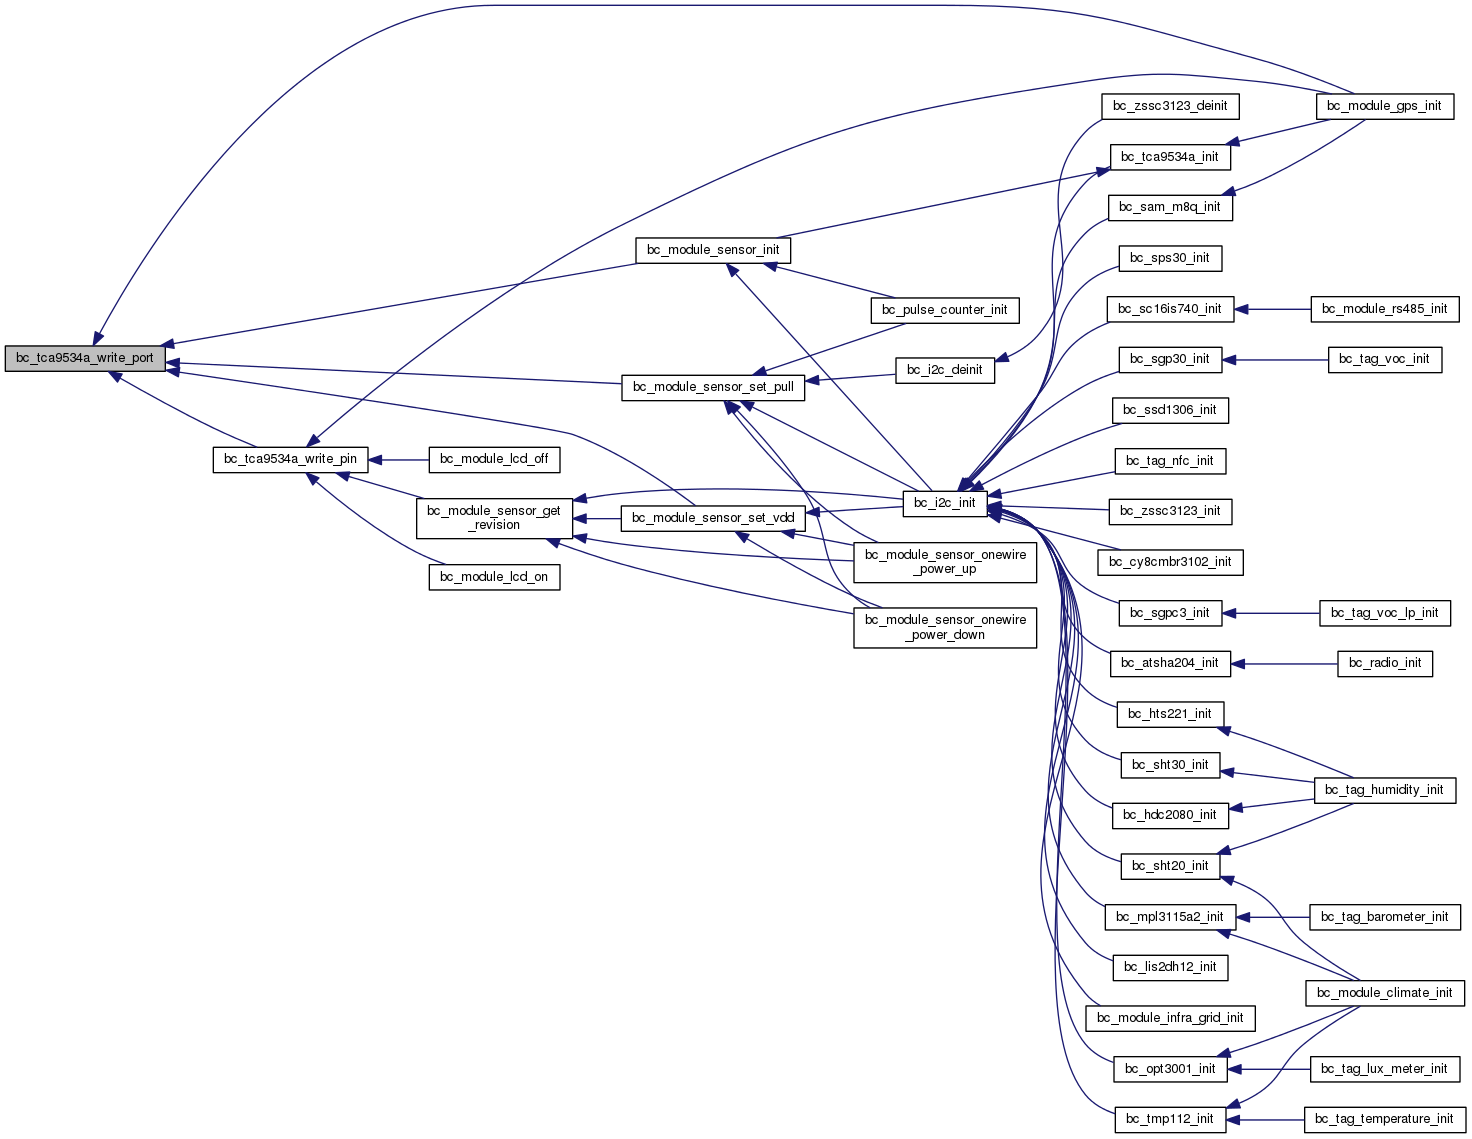 bc_module_gps_init
bc_zssc3123_deinit
bc_tca9534a_init
bc_sam_m8q_init
bc_module_sensor_init
bc_sps30_init
bc_pulse_counter_init
bc_sc16is740_init
bc_module_rs485_init
bc_tca9534a_write_port
bc_sgp30_init
bc_tag_voc_init
bc_i2c_deinit
bc_module_sensor_set_pull
bc_ssd1306_init
bc_tca9534a_write_pin
bc_module_lcd_off
bc_tag_nfc_init
bc_i2c_init
bc_module_sensor_get
_revision
bc_module_sensor_set_vdd
bc_zssc3123_init
bc_module_sensor_onewire
_power_up
bc_cy8cmbr3102_init
bc_module_lcd_on
bc_sgpc3_init
bc_tag_voc_lp_init
bc_module_sensor_onewire
_power_down
bc_atsha204_init
bc_radio_init
bc_hts221_init
bc_sht30_init
bc_tag_humidity_init
bc_hdc2080_init
bc_sht20_init
bc_mpl3115a2_init
bc_tag_barometer_init
bc_lis2dh12_init
bc_module_climate_init
bc_module_infra_grid_init
bc_opt3001_init
bc_tag_lux_meter_init
bc_tmp112_init
bc_tag_temperature_init